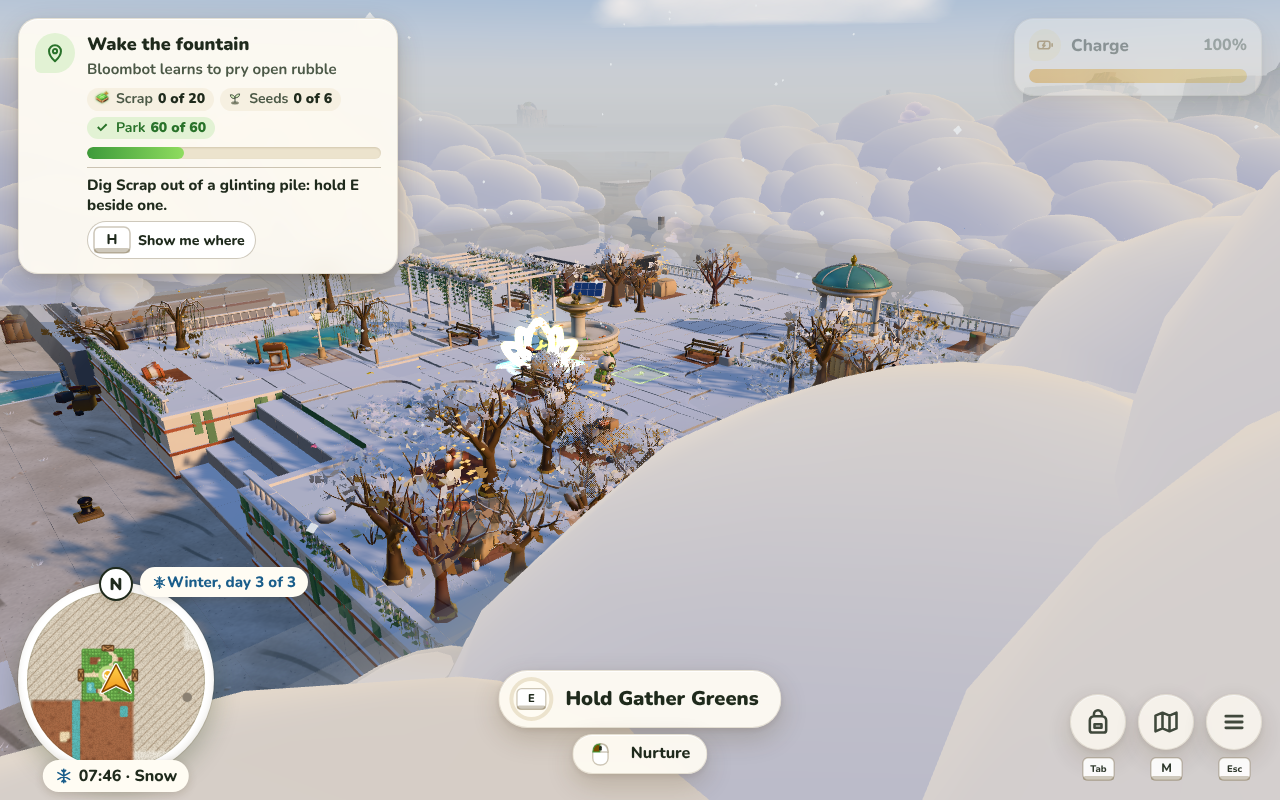 Wake the fountain
Bloombot learns to pry open rubble
Scrap 0 of 20
Seeds 0 of 6
Park 60 of 60
Dig Scrap out of a glinting pile: hold E
beside one.
H Show me where
Charge 100%
N
Winter, day 3 of 3
07:46 · Snow
E Hold Gather Greens
Nurture
Tab
M
Esc